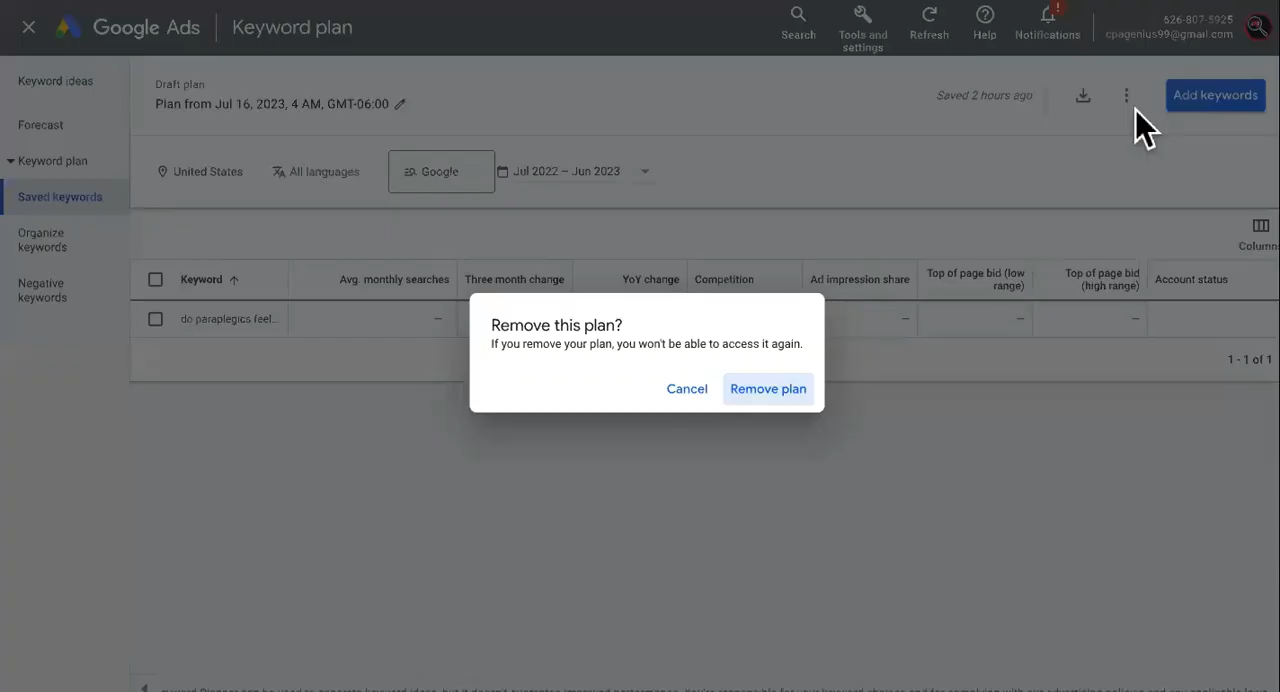 Google Ads
Keyword plan
Search
Tools and
settings
Refresh
Help
Notifications
626-807-5925
cpagenius99@gmail.com
Keyword ideas
Forecast
Keyword plan
Saved keywords
Organize
keywords
Negative
keywords
Draft plan
Plan from Jul 16, 2023, 4 AM, GMT-06:00
Saved 2 hours ago
Add keywords
United States
All languages
Google
Jul 2022 – Jun 2023
Column
Keyword
Avg. monthly searches
Three month change
YoY change
Competition
Ad impression share
Top of page bid (low
range)
Top of page bid
(high range)
Account status
do paraplegics feel...
–
–
–
–
1 - 1 of 1
Remove this plan?
If you remove your plan, you won't be able to access it again.
Cancel
Remove plan